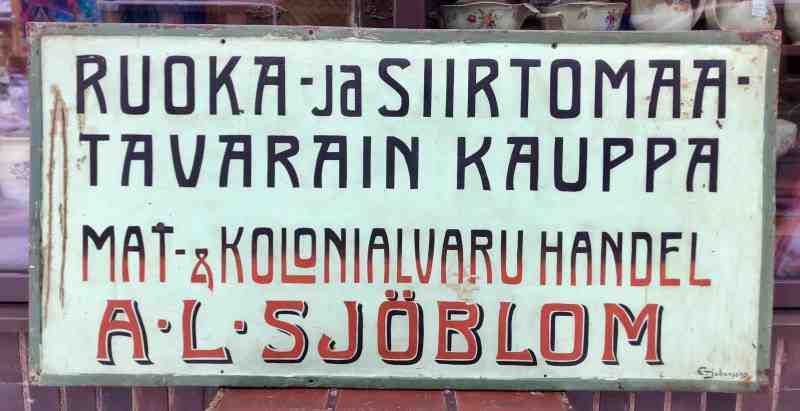 RUOKA-ja SIIRTOMAA-
TAVARAIN KAUPPA
MAT- & KOLONIALVARU HANDEL
A.L. SJÖBLOM